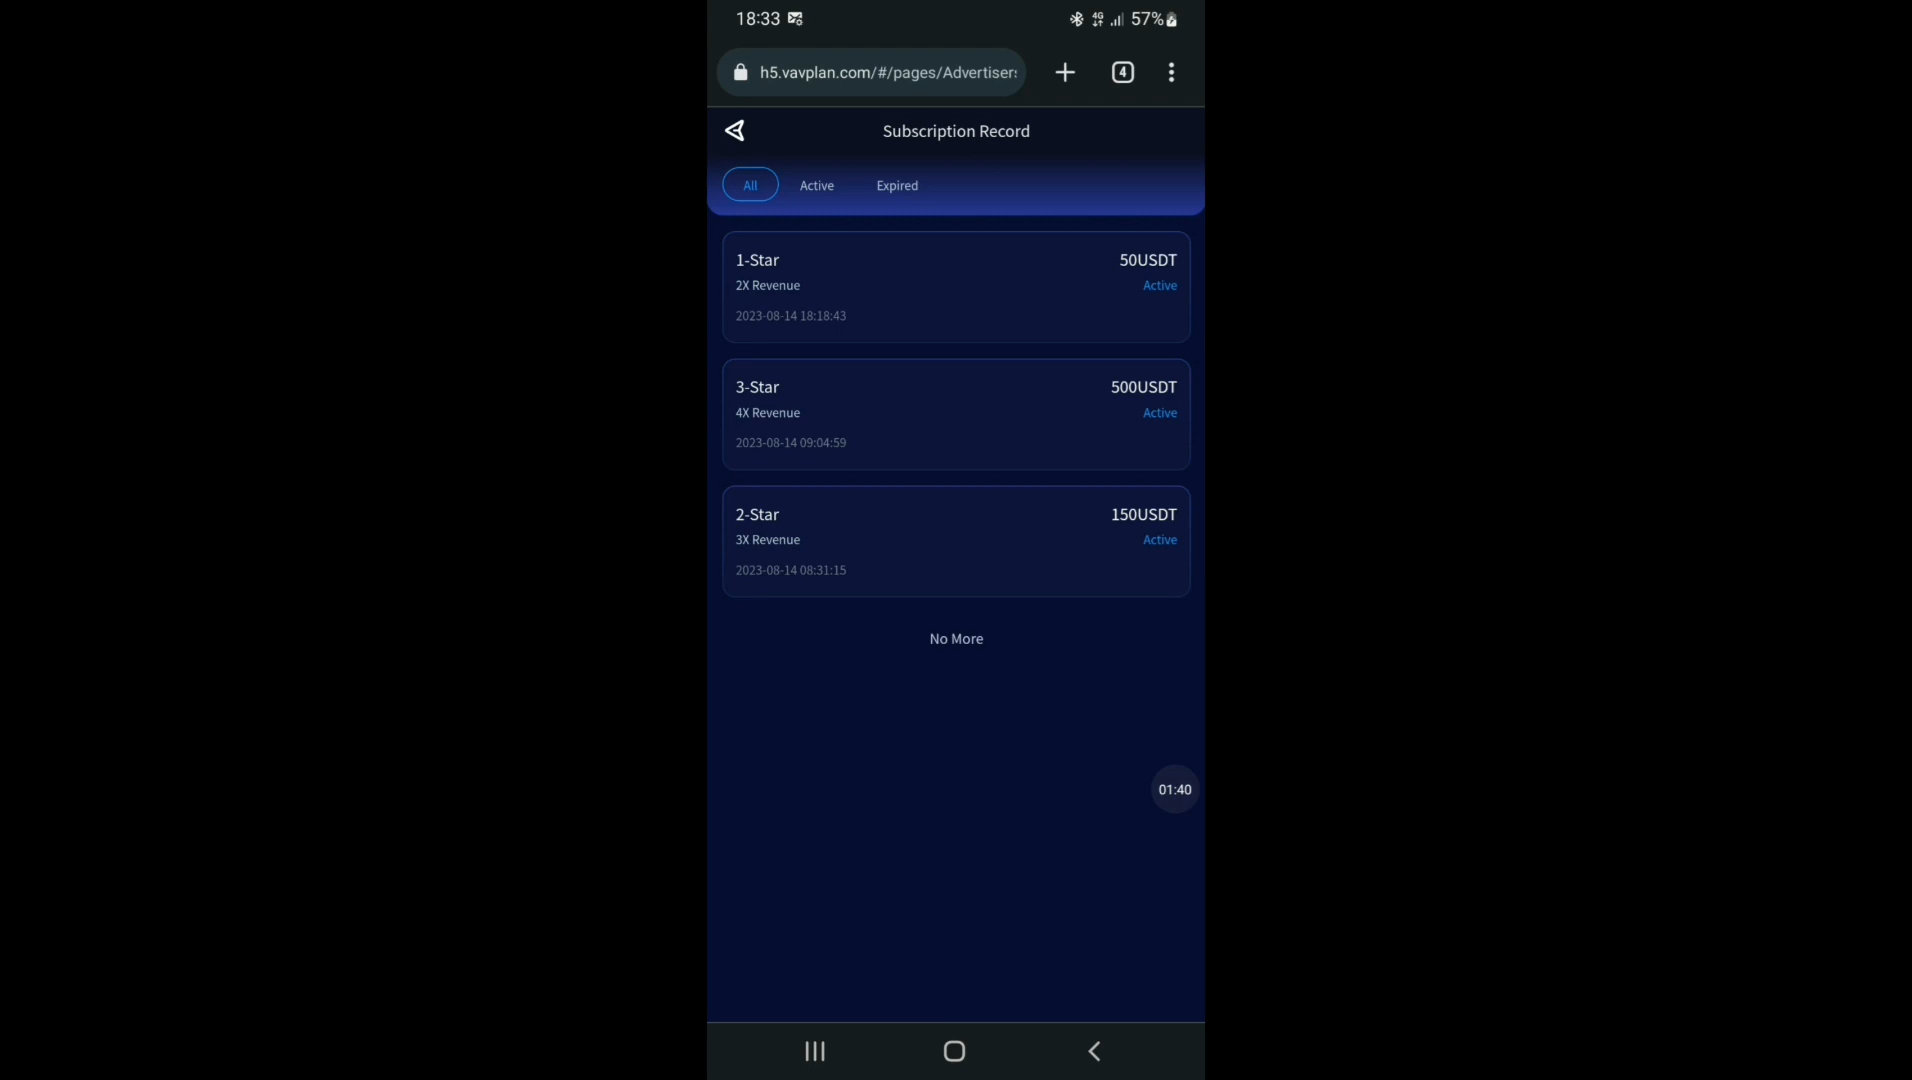 18:33 4G 57%
h5.vavplan.com/#/pages/Advertisers 4
Subscription Record
All Active Expired
1-Star 50USDT
2X Revenue Active
2023-08-14 18:18:43
3-Star 500USDT
4X Revenue Active
2023-08-14 09:04:59
2-Star 150USDT
3X Revenue Active
2023-08-14 08:31:15
No More
01:40